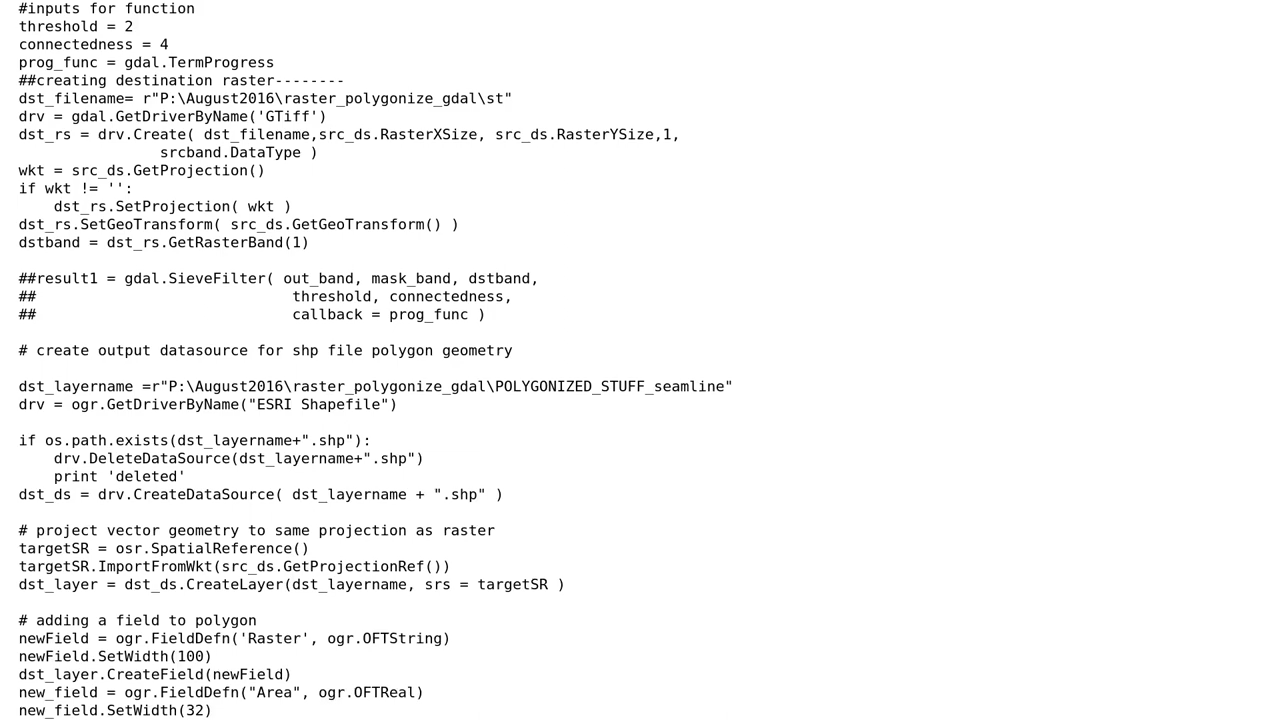 #inputs for function
threshold = 2
connectedness = 4
prog_func = gdal.TermProgress
##creating destination raster--------
dst_filename= r"P:\August2016\raster_polygonize_gdal\st"
drv = gdal.GetDriverByName('GTiff')
dst_rs = drv.Create( dst_filename,src_ds.RasterXSize, src_ds.RasterYSize,1,
                srcband.DataType )
wkt = src_ds.GetProjection()
if wkt != '':
    dst_rs.SetProjection( wkt )
dst_rs.SetGeoTransform( src_ds.GetGeoTransform() )
dstband = dst_rs.GetRasterBand(1)

##result1 = gdal.SieveFilter( out_band, mask_band, dstband,
##                             threshold, connectedness,
##                             callback = prog_func )

# create output datasource for shp file polygon geometry

dst_layername =r"P:\August2016\raster_polygonize_gdal\POLYGONIZED_STUFF_seamline"
drv = ogr.GetDriverByName("ESRI Shapefile")

if os.path.exists(dst_layername+".shp"):
    drv.DeleteDataSource(dst_layername+".shp")
    print 'deleted'
dst_ds = drv.CreateDataSource( dst_layername + ".shp" )

# project vector geometry to same projection as raster
targetSR = osr.SpatialReference()
targetSR.ImportFromWkt(src_ds.GetProjectionRef())
dst_layer = dst_ds.CreateLayer(dst_layername, srs = targetSR )

# adding a field to polygon
newField = ogr.FieldDefn('Raster', ogr.OFTString)
newField.SetWidth(100)
dst_layer.CreateField(newField)
new_field = ogr.FieldDefn("Area", ogr.OFTReal)
new_field.SetWidth(32)